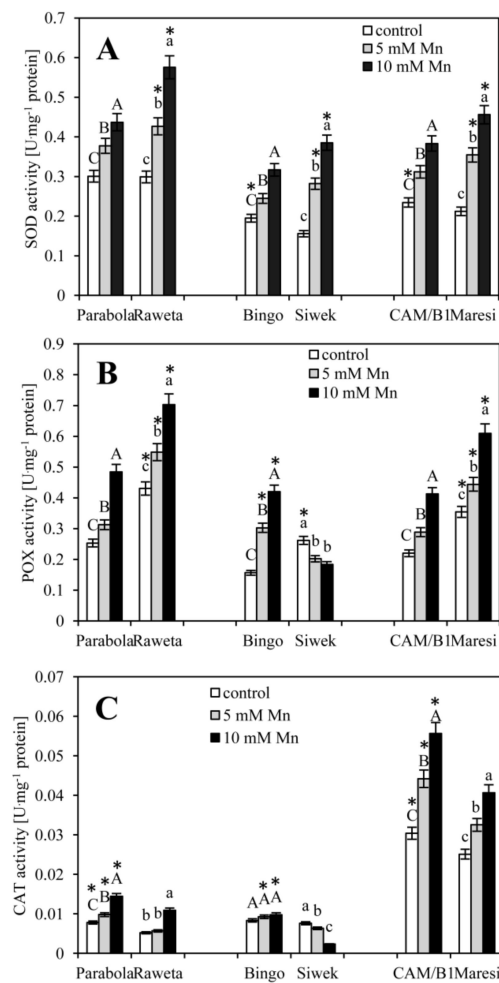 A
SOD activity [U·mg-1 protein]
0.7
0.6
0.5
0.4
0.3
0.2
0.1
0
control
5 mM Mn
10 mM Mn
C B A
* *
c b a
*
C B A
* *
c b a
*
C B A
* *
c b a
Parabola Raweta Bingo Siwek CAM/B1 Maresi
B
POX activity [U·mg-1 protein]
0.9
0.8
0.7
0.6
0.5
0.4
0.3
0.2
0.1
0
control
5 mM Mn
10 mM Mn
C B A
* * *
c b a
* *
C B A
*
a b b
C B A
* * *
c b a
Parabola Raweta Bingo Siwek CAM/B1 Maresi
C
CAT activity [U·mg-1 protein]
0.07
0.06
0.05
0.04
0.03
0.02
0.01
0
control
5 mM Mn
10 mM Mn
* * *
C B A
b b a
* *
A A A
a b c
* * *
C B A
c b a
Parabola Raweta Bingo Siwek CAM/B1 Maresi